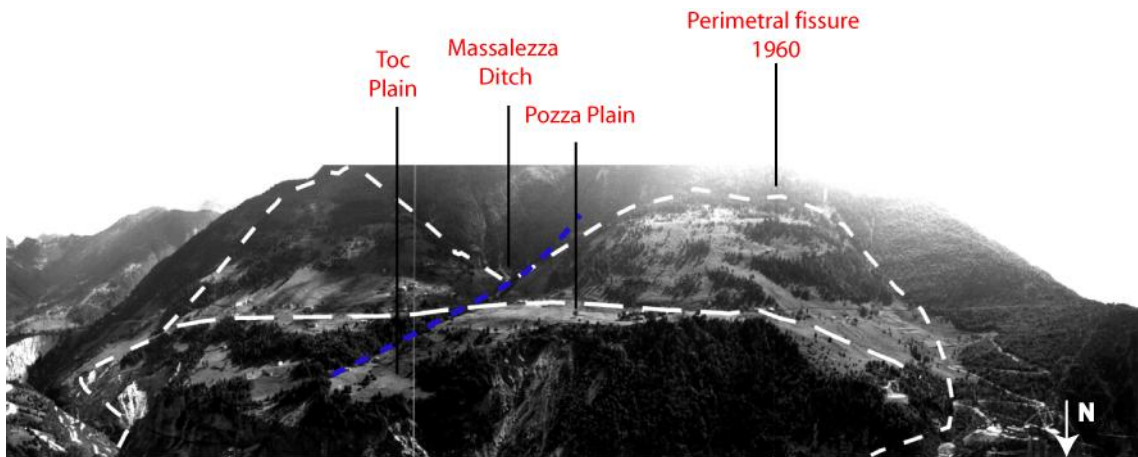 Perimetral fissure
1960
Massalezza
Ditch
Toc
Plain
Pozza Plain
N